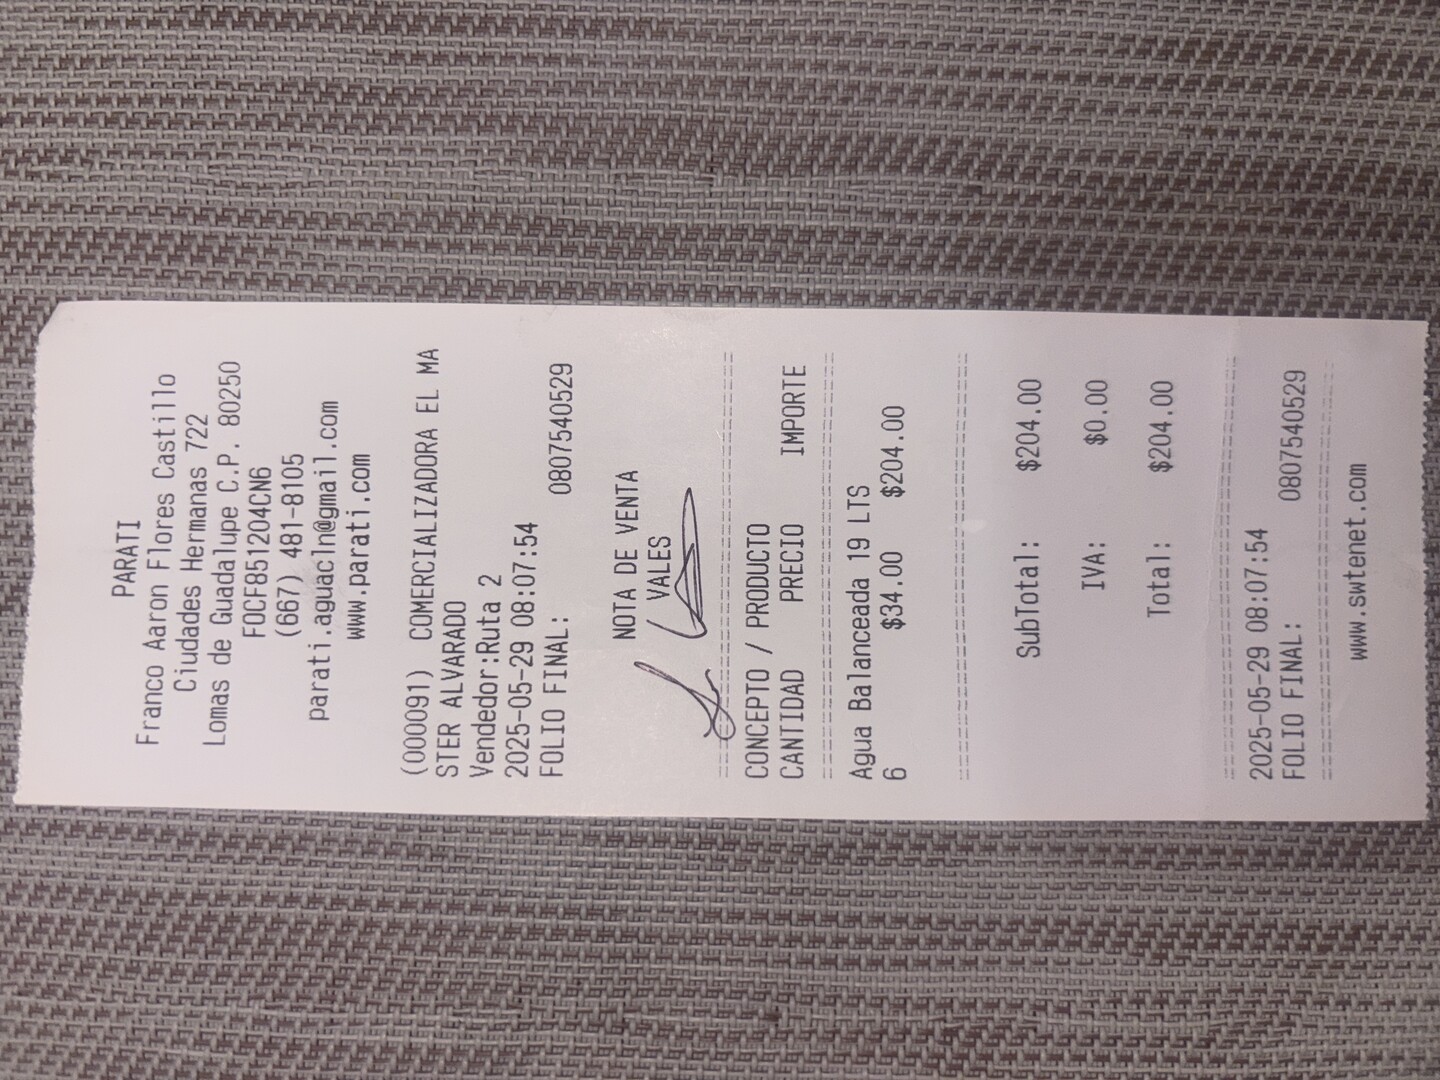 PARATI
Franco Aaron Flores Castillo
Ciudades Hermanas 722
Lomas de Guadalupe C.P. 80250
FOCF851204CN6
(667) 481-8105
parati.aguacln@gmail.com
www.parati.com
(000091) COMERCIALIZADORA EL MA
STER ALVARADO
Vendedor:Ruta 2
2025-05-29 08:07:54
FOLIO FINAL: 0807540529
NOTA DE VENTA
VALES
CONCEPTO / PRODUCTO
CANTIDAD PRECIO IMPORTE
Agua Balanceada 19 LTS
6 $34.00 $204.00
SubTotal: $204.00
IVA: $0.00
Total: $204.00
2025-05-29 08:07:54
FOLIO FINAL: 0807540529
www.swtenet.com